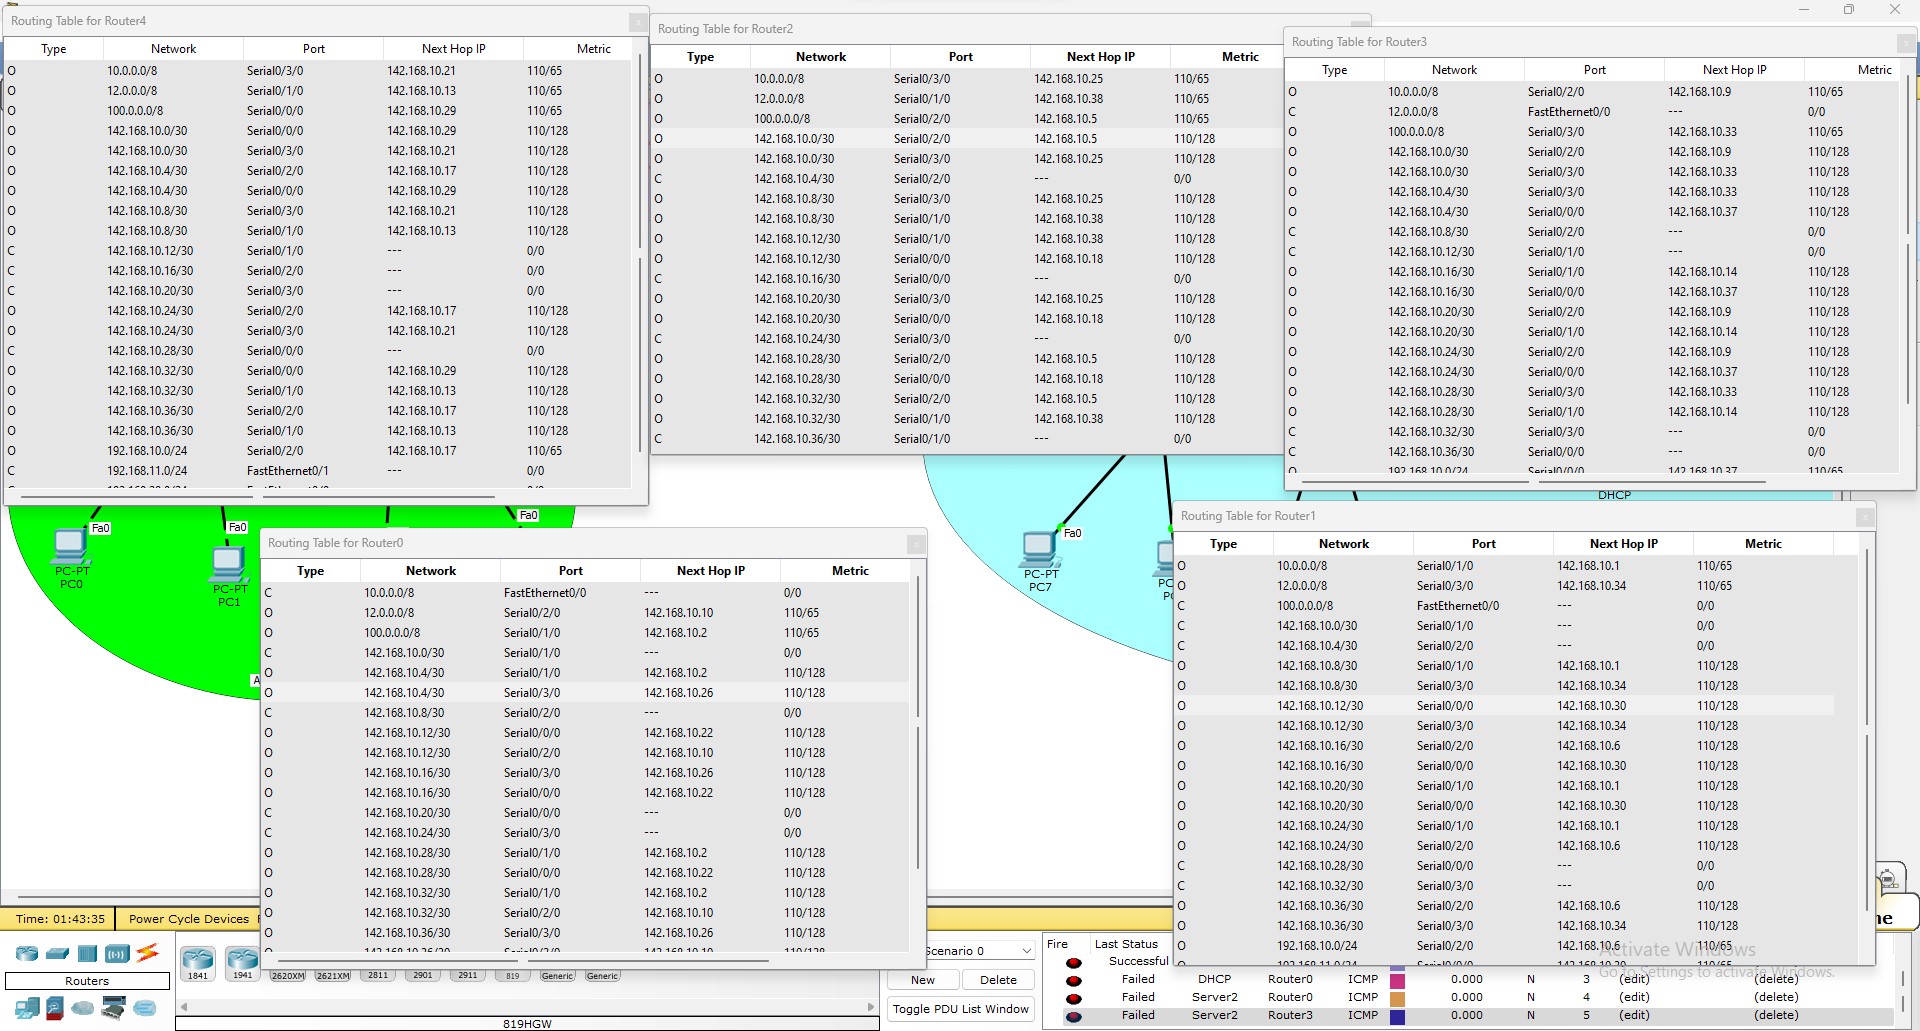 Routing Table for Router4
Type Network Port Next Hop IP Metric
O 10.0.0.0/8 Serial0/3/0 142.168.10.21 110/65
O 12.0.0.0/8 Serial0/1/0 142.168.10.13 110/65
O 100.0.0.0/8 Serial0/0/0 142.168.10.29 110/65
O 142.168.10.0/30 Serial0/0/0 142.168.10.29 110/128
O 142.168.10.0/30 Serial0/3/0 142.168.10.21 110/128
O 142.168.10.4/30 Serial0/2/0 142.168.10.17 110/128
O 142.168.10.4/30 Serial0/0/0 142.168.10.29 110/128
O 142.168.10.8/30 Serial0/3/0 142.168.10.21 110/128
O 142.168.10.8/30 Serial0/1/0 142.168.10.13 110/128
C 142.168.10.12/30 Serial0/1/0 --- 0/0
C 142.168.10.16/30 Serial0/2/0 --- 0/0
C 142.168.10.20/30 Serial0/3/0 --- 0/0
O 142.168.10.24/30 Serial0/2/0 142.168.10.17 110/128
O 142.168.10.24/30 Serial0/3/0 142.168.10.21 110/128
C 142.168.10.28/30 Serial0/0/0 --- 0/0
O 142.168.10.32/30 Serial0/0/0 142.168.10.29 110/128
O 142.168.10.32/30 Serial0/1/0 142.168.10.13 110/128
O 142.168.10.36/30 Serial0/2/0 142.168.10.17 110/128
O 142.168.10.36/30 Serial0/1/0 142.168.10.13 110/128
O 192.168.10.0/24 Serial0/2/0 142.168.10.17 110/65
C 192.168.11.0/24 FastEthernet0/1 --- 0/0
Routing Table for Router2
Type Network Port Next Hop IP Metric
O 10.0.0.0/8 Serial0/3/0 142.168.10.25 110/65
O 12.0.0.0/8 Serial0/1/0 142.168.10.38 110/65
O 100.0.0.0/8 Serial0/2/0 142.168.10.5 110/65
O 142.168.10.0/30 Serial0/2/0 142.168.10.5 110/128
O 142.168.10.0/30 Serial0/3/0 142.168.10.25 110/128
C 142.168.10.4/30 Serial0/2/0 --- 0/0
O 142.168.10.8/30 Serial0/3/0 142.168.10.25 110/128
O 142.168.10.8/30 Serial0/1/0 142.168.10.38 110/128
O 142.168.10.12/30 Serial0/1/0 142.168.10.38 110/128
O 142.168.10.12/30 Serial0/0/0 142.168.10.18 110/128
C 142.168.10.16/30 Serial0/0/0 --- 0/0
O 142.168.10.20/30 Serial0/3/0 142.168.10.25 110/128
O 142.168.10.20/30 Serial0/0/0 142.168.10.18 110/128
C 142.168.10.24/30 Serial0/3/0 --- 0/0
O 142.168.10.28/30 Serial0/2/0 142.168.10.5 110/128
O 142.168.10.28/30 Serial0/0/0 142.168.10.18 110/128
O 142.168.10.32/30 Serial0/2/0 142.168.10.5 110/128
O 142.168.10.32/30 Serial0/1/0 142.168.10.38 110/128
C 142.168.10.36/30 Serial0/1/0 --- 0/0
Routing Table for Router3
Type Network Port Next Hop IP Metric
O 10.0.0.0/8 Serial0/2/0 142.168.10.9 110/65
C 12.0.0.0/8 FastEthernet0/0 --- 0/0
O 100.0.0.0/8 Serial0/3/0 142.168.10.33 110/65
O 142.168.10.0/30 Serial0/2/0 142.168.10.9 110/128
O 142.168.10.0/30 Serial0/3/0 142.168.10.33 110/128
O 142.168.10.4/30 Serial0/3/0 142.168.10.33 110/128
O 142.168.10.4/30 Serial0/0/0 142.168.10.37 110/128
C 142.168.10.8/30 Serial0/2/0 --- 0/0
C 142.168.10.12/30 Serial0/1/0 --- 0/0
O 142.168.10.16/30 Serial0/1/0 142.168.10.14 110/128
O 142.168.10.16/30 Serial0/0/0 142.168.10.37 110/128
O 142.168.10.20/30 Serial0/2/0 142.168.10.9 110/128
O 142.168.10.20/30 Serial0/1/0 142.168.10.14 110/128
O 142.168.10.24/30 Serial0/2/0 142.168.10.9 110/128
O 142.168.10.24/30 Serial0/0/0 142.168.10.37 110/128
O 142.168.10.28/30 Serial0/3/0 142.168.10.33 110/128
O 142.168.10.28/30 Serial0/1/0 142.168.10.14 110/128
C 142.168.10.32/30 Serial0/3/0 --- 0/0
C 142.168.10.36/30 Serial0/0/0 --- 0/0
O 192.168.10.0/24 Serial0/0/0 142.168.10.37 110/65
DHCP
Fa0
Fa0
Fa0
Fa0
PC-PT
PC0
PC-PT
PC1
PC-PT
PC7
Routing Table for Router0
Type Network Port Next Hop IP Metric
C 10.0.0.0/8 FastEthernet0/0 --- 0/0
O 12.0.0.0/8 Serial0/2/0 142.168.10.10 110/65
O 100.0.0.0/8 Serial0/1/0 142.168.10.2 110/65
C 142.168.10.0/30 Serial0/1/0 --- 0/0
O 142.168.10.4/30 Serial0/1/0 142.168.10.2 110/128
O 142.168.10.4/30 Serial0/3/0 142.168.10.26 110/128
C 142.168.10.8/30 Serial0/2/0 --- 0/0
O 142.168.10.12/30 Serial0/0/0 142.168.10.22 110/128
O 142.168.10.12/30 Serial0/2/0 142.168.10.10 110/128
O 142.168.10.16/30 Serial0/3/0 142.168.10.26 110/128
O 142.168.10.16/30 Serial0/0/0 142.168.10.22 110/128
C 142.168.10.20/30 Serial0/0/0 --- 0/0
C 142.168.10.24/30 Serial0/3/0 --- 0/0
O 142.168.10.28/30 Serial0/1/0 142.168.10.2 110/128
O 142.168.10.28/30 Serial0/0/0 142.168.10.22 110/128
O 142.168.10.32/30 Serial0/1/0 142.168.10.2 110/128
O 142.168.10.32/30 Serial0/2/0 142.168.10.10 110/128
O 142.168.10.36/30 Serial0/3/0 142.168.10.26 110/128
Routing Table for Router1
Type Network Port Next Hop IP Metric
O 10.0.0.0/8 Serial0/1/0 142.168.10.1 110/65
O 12.0.0.0/8 Serial0/3/0 142.168.10.34 110/65
C 100.0.0.0/8 FastEthernet0/0 --- 0/0
C 142.168.10.0/30 Serial0/1/0 --- 0/0
C 142.168.10.4/30 Serial0/2/0 --- 0/0
O 142.168.10.8/30 Serial0/1/0 142.168.10.1 110/128
O 142.168.10.8/30 Serial0/3/0 142.168.10.34 110/128
O 142.168.10.12/30 Serial0/0/0 142.168.10.30 110/128
O 142.168.10.12/30 Serial0/3/0 142.168.10.34 110/128
O 142.168.10.16/30 Serial0/2/0 142.168.10.6 110/128
O 142.168.10.16/30 Serial0/0/0 142.168.10.30 110/128
O 142.168.10.20/30 Serial0/1/0 142.168.10.1 110/128
O 142.168.10.20/30 Serial0/0/0 142.168.10.30 110/128
O 142.168.10.24/30 Serial0/1/0 142.168.10.1 110/128
O 142.168.10.24/30 Serial0/2/0 142.168.10.6 110/128
C 142.168.10.28/30 Serial0/0/0 --- 0/0
C 142.168.10.32/30 Serial0/3/0 --- 0/0
O 142.168.10.36/30 Serial0/2/0 142.168.10.6 110/128
O 142.168.10.36/30 Serial0/3/0 142.168.10.34 110/128
O 192.168.10.0/24 Serial0/2/0 142.168.10.6 110/65
Time: 01:43:35 Power Cycle Devices
Routers
1841 1941 2620XM 2621XM 2811 2901 2911 819 Generic Generic
819HGW
Scenario 0
New Delete
Toggle PDU List Window
Fire Last Status
Successful
Failed DHCP Router0 ICMP 0.000 N 3 (edit) (delete)
Failed Server2 Router0 ICMP 0.000 N 4 (edit) (delete)
Failed Server2 Router3 ICMP 0.000 N 5 (edit) (delete)
Activate Windows
Go to Settings to activate Windows.